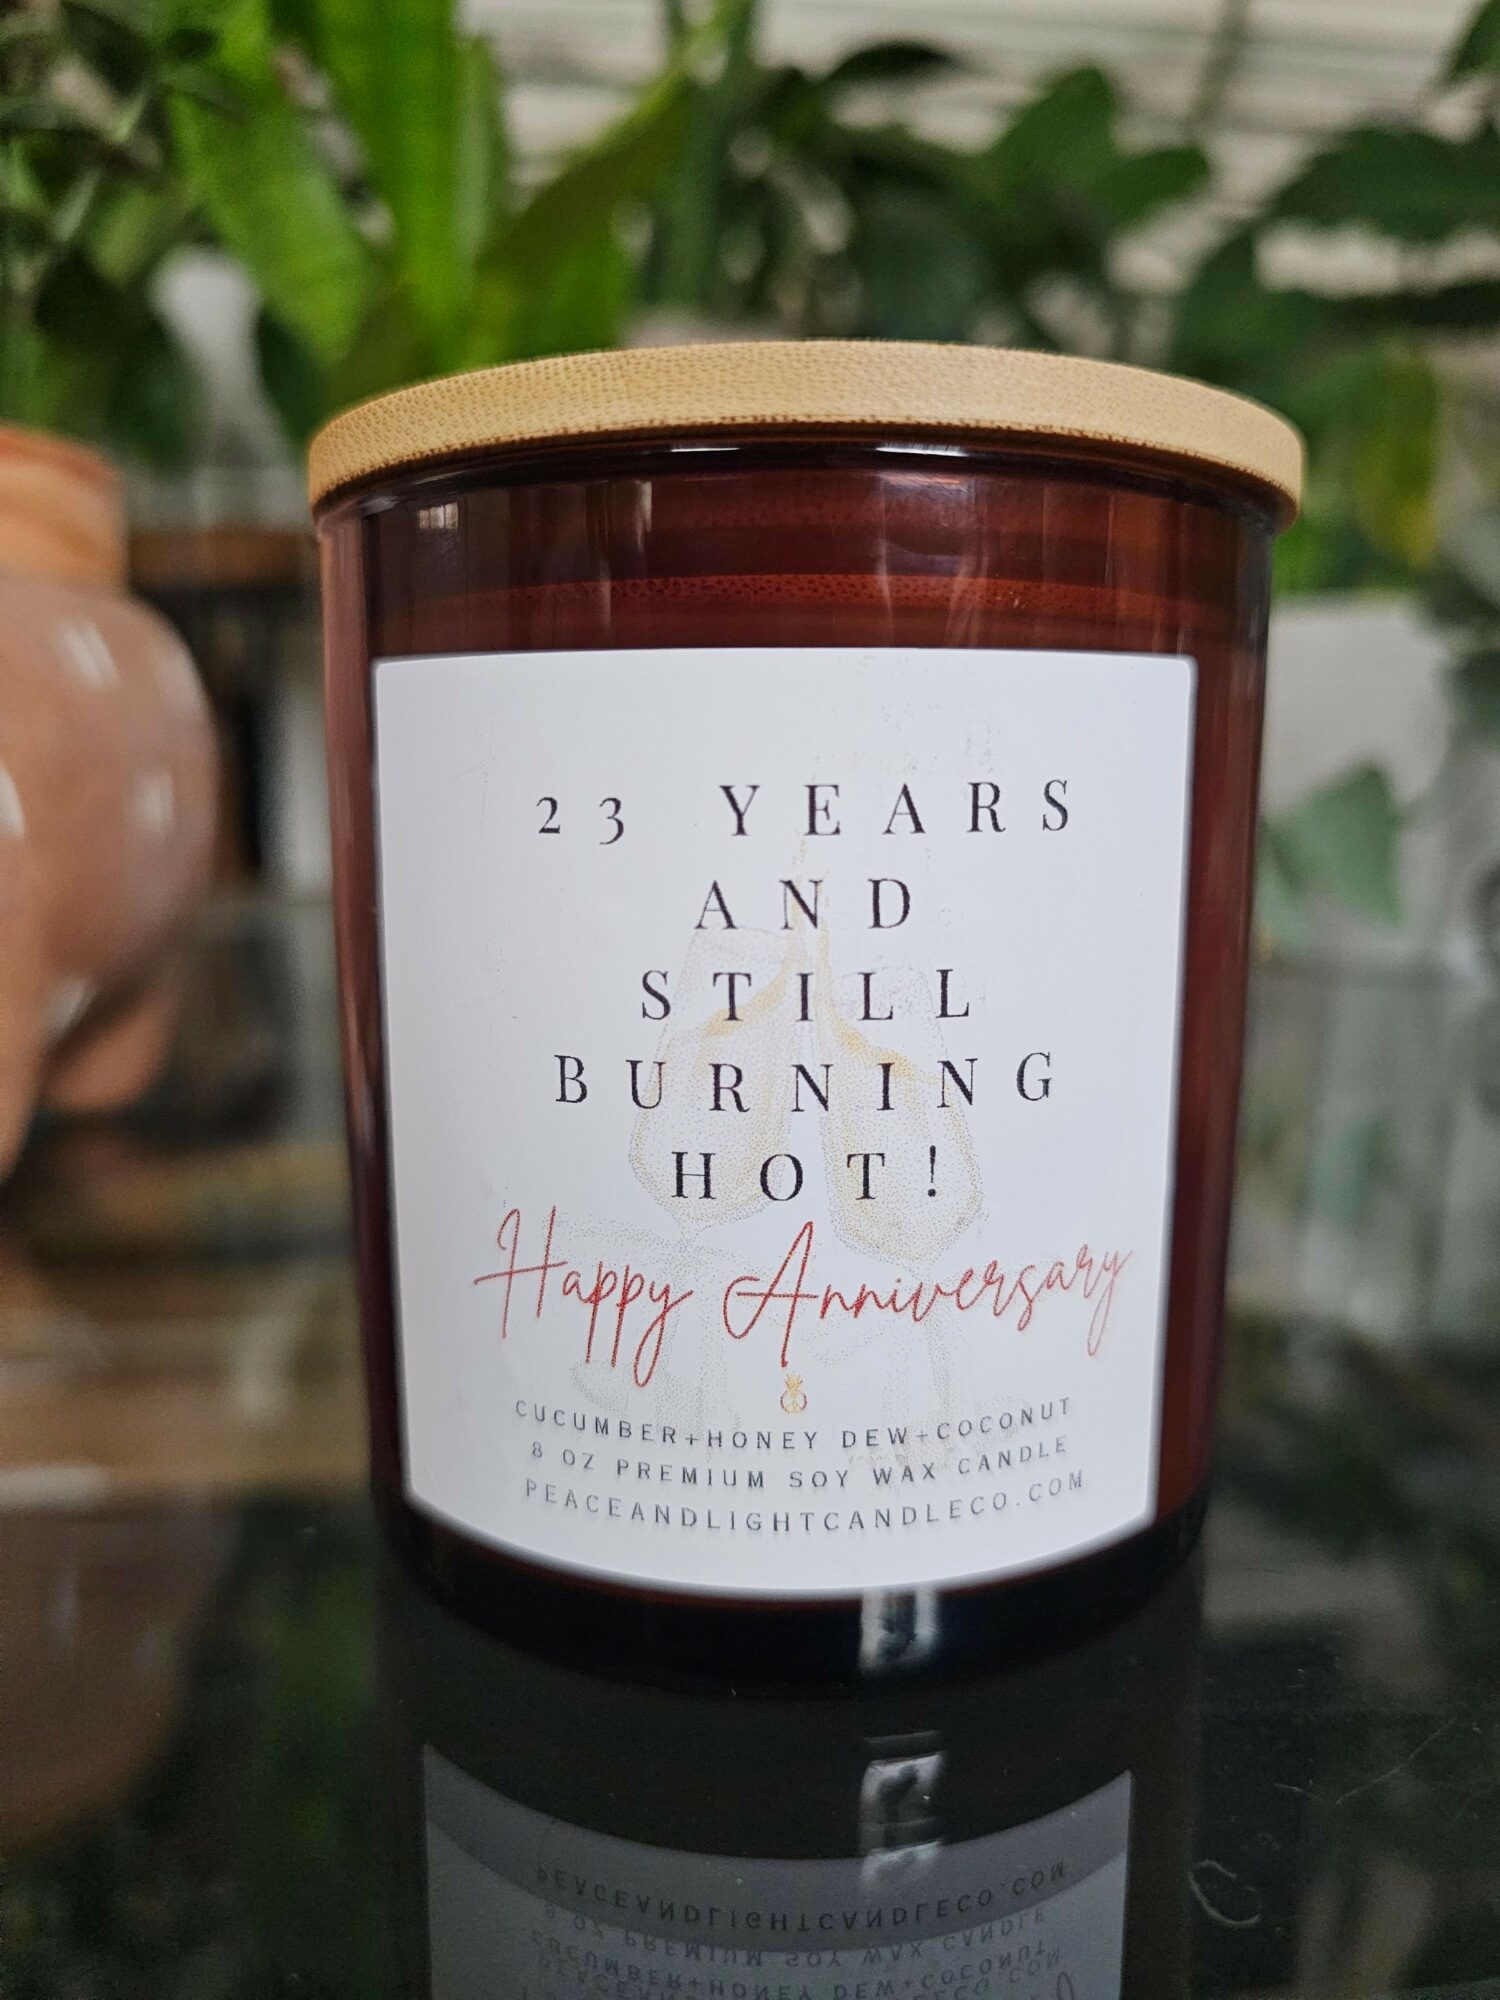 23 YEARS
AND
STILL
BURNING
HOT!
Happy Anniversary
CUCUMBER+HONEY DEW+COCONUT
8 OZ PREMIUM SOY WAX CANDLE
PEACEANDLIGHTCANDLECO.COM